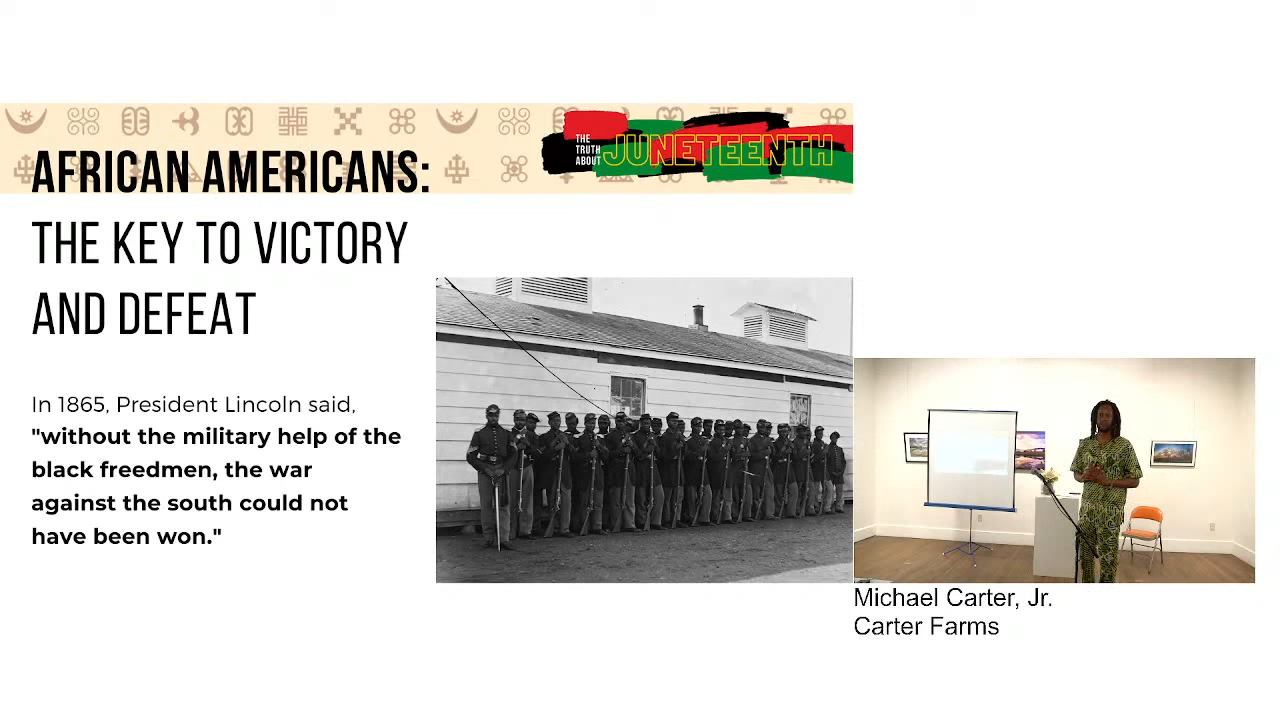 THE
TRUTH
ABOUT
JUNETEENTH
AFRICAN AMERICANS:
THE KEY TO VICTORY
AND DEFEAT
In 1865, President Lincoln said,
"without the military help of the
black freedmen, the war
against the south could not
have been won."
Michael Carter, Jr.
Carter Farms